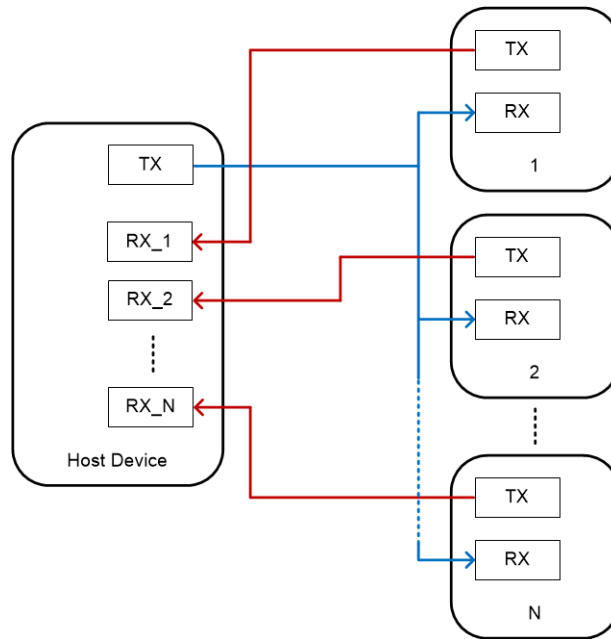 TX
RX_1
RX_2
RX_N
Host Device
TX
RX
1
TX
RX
2
TX
RX
N